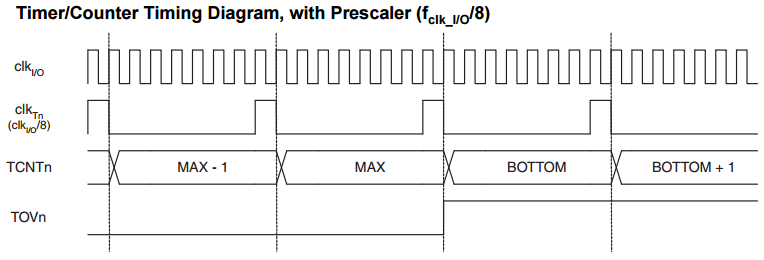 Timer/Counter Timing Diagram, with Prescaler (fclk_I/O/8)
clkI/O
clkTn
(clkI/O/8)
TCNTn MAX - 1 MAX BOTTOM BOTTOM + 1
TOVn